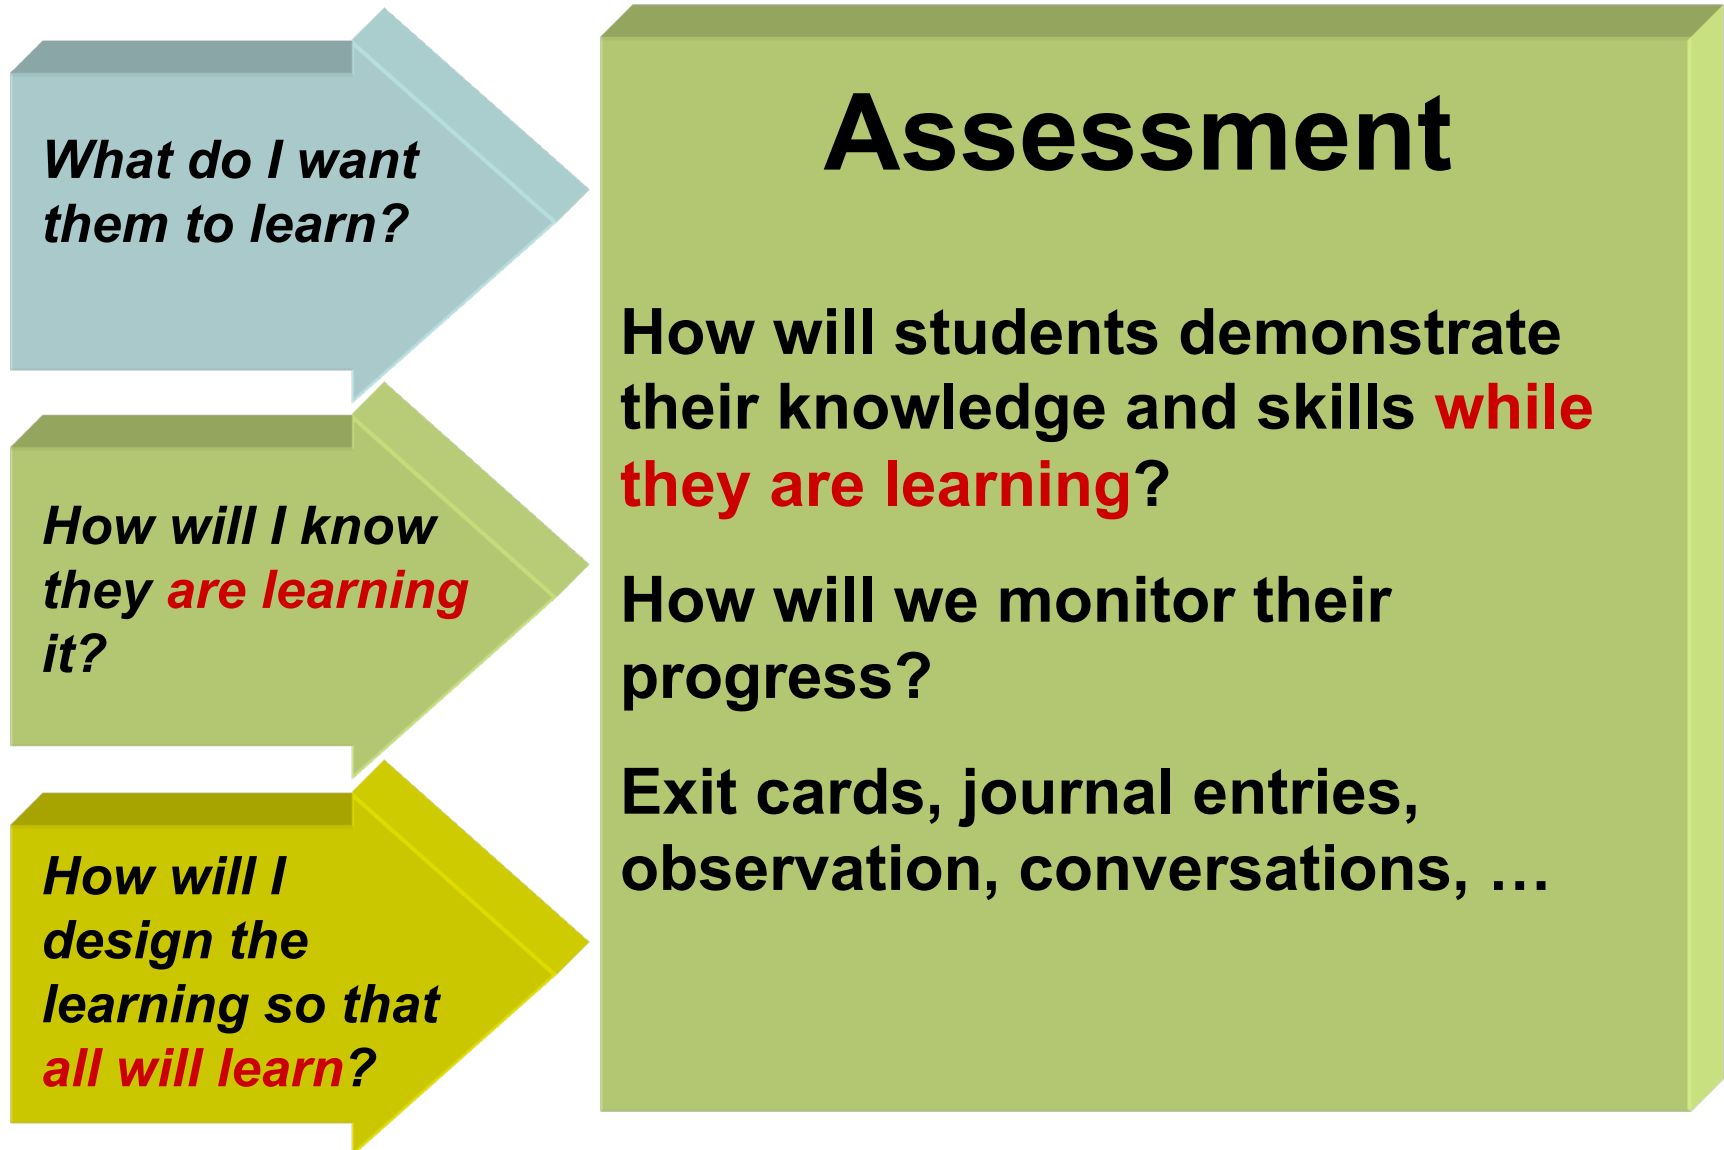 What do I want
them to learn?
How will I know
they are learning
it?
How will I
design the
learning so that
all will learn?
Assessment
How will students demonstrate
their knowledge and skills while
they are learning?
How will we monitor their
progress?
Exit cards, journal entries,
observation, conversations, …